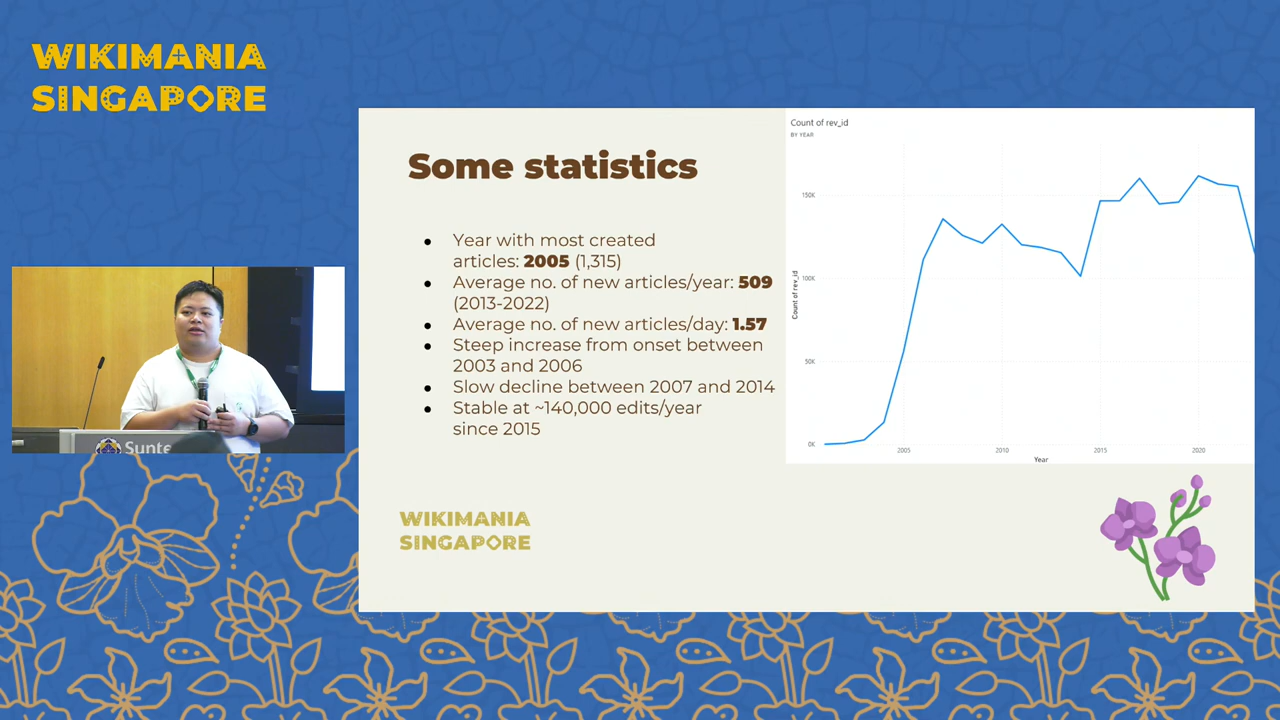 WIKIMANIA
SINGAPORE
Some statistics
● Year with most created
articles: 2005 (1,315)
● Average no. of new articles/year: 509
(2013-2022)
● Average no. of new articles/day: 1.57
● Steep increase from onset between
2003 and 2006
● Slow decline between 2007 and 2014
● Stable at ~140,000 edits/year
since 2015
Count of rev_id
BY YEAR
150K
100K
50K
0K
Count of rev_id
2005
2010
2015
2020
Year
Sunte
WIKIMANIA
SINGAPORE